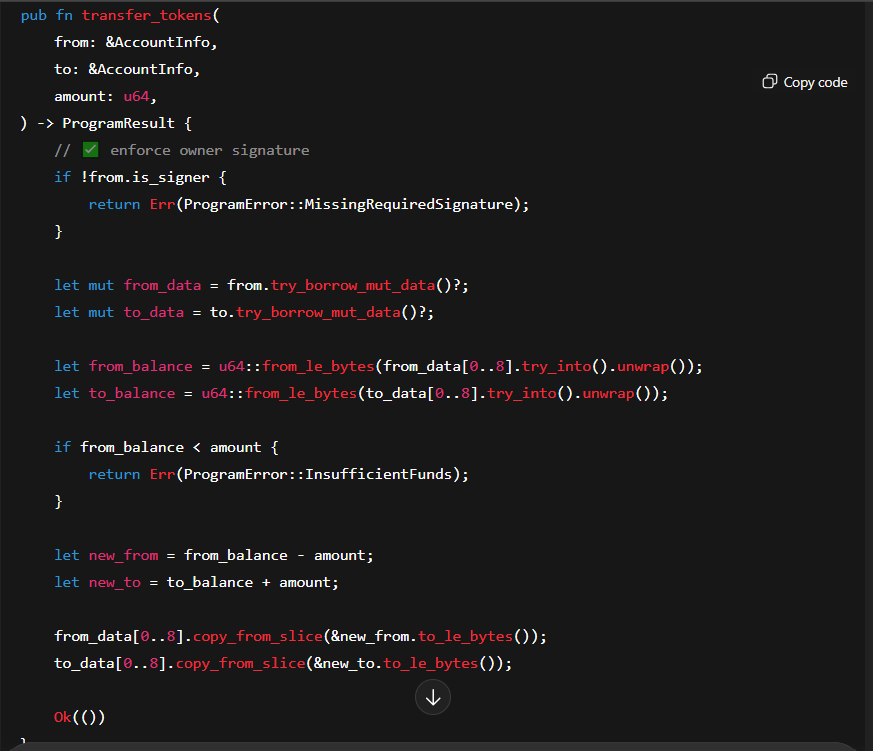 pub fn transfer_tokens(
    from: &AccountInfo,
    to: &AccountInfo,
Copy code
    amount: u64,
) -> ProgramResult {
    // ✅ enforce owner signature
    if !from.is_signer {
        return Err(ProgramError::MissingRequiredSignature);
    }

    let mut from_data = from.try_borrow_mut_data()?;
    let mut to_data = to.try_borrow_mut_data()?;

    let from_balance = u64::from_le_bytes(from_data[0..8].try_into().unwrap());
    let to_balance = u64::from_le_bytes(to_data[0..8].try_into().unwrap());

    if from_balance < amount {
        return Err(ProgramError::InsufficientFunds);
    }

    let new_from = from_balance - amount;
    let new_to = to_balance + amount;

    from_data[0..8].copy_from_slice(&new_from.to_le_bytes());
    to_data[0..8].copy_from_slice(&new_to.to_le_bytes());

    Ok(())